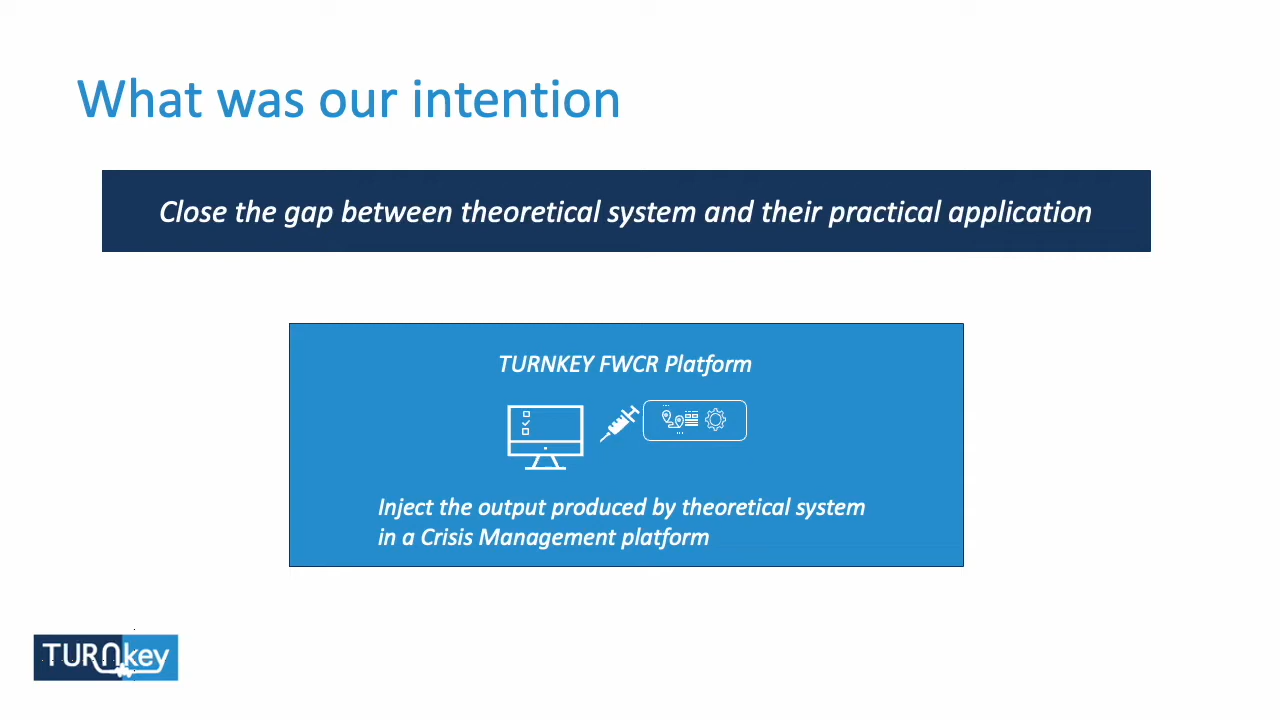 What was our intention
Close the gap between theoretical system and their practical application
TURNKEY FWCR Platform
Inject the output produced by theoretical system
in a Crisis Management platform
TURNkey